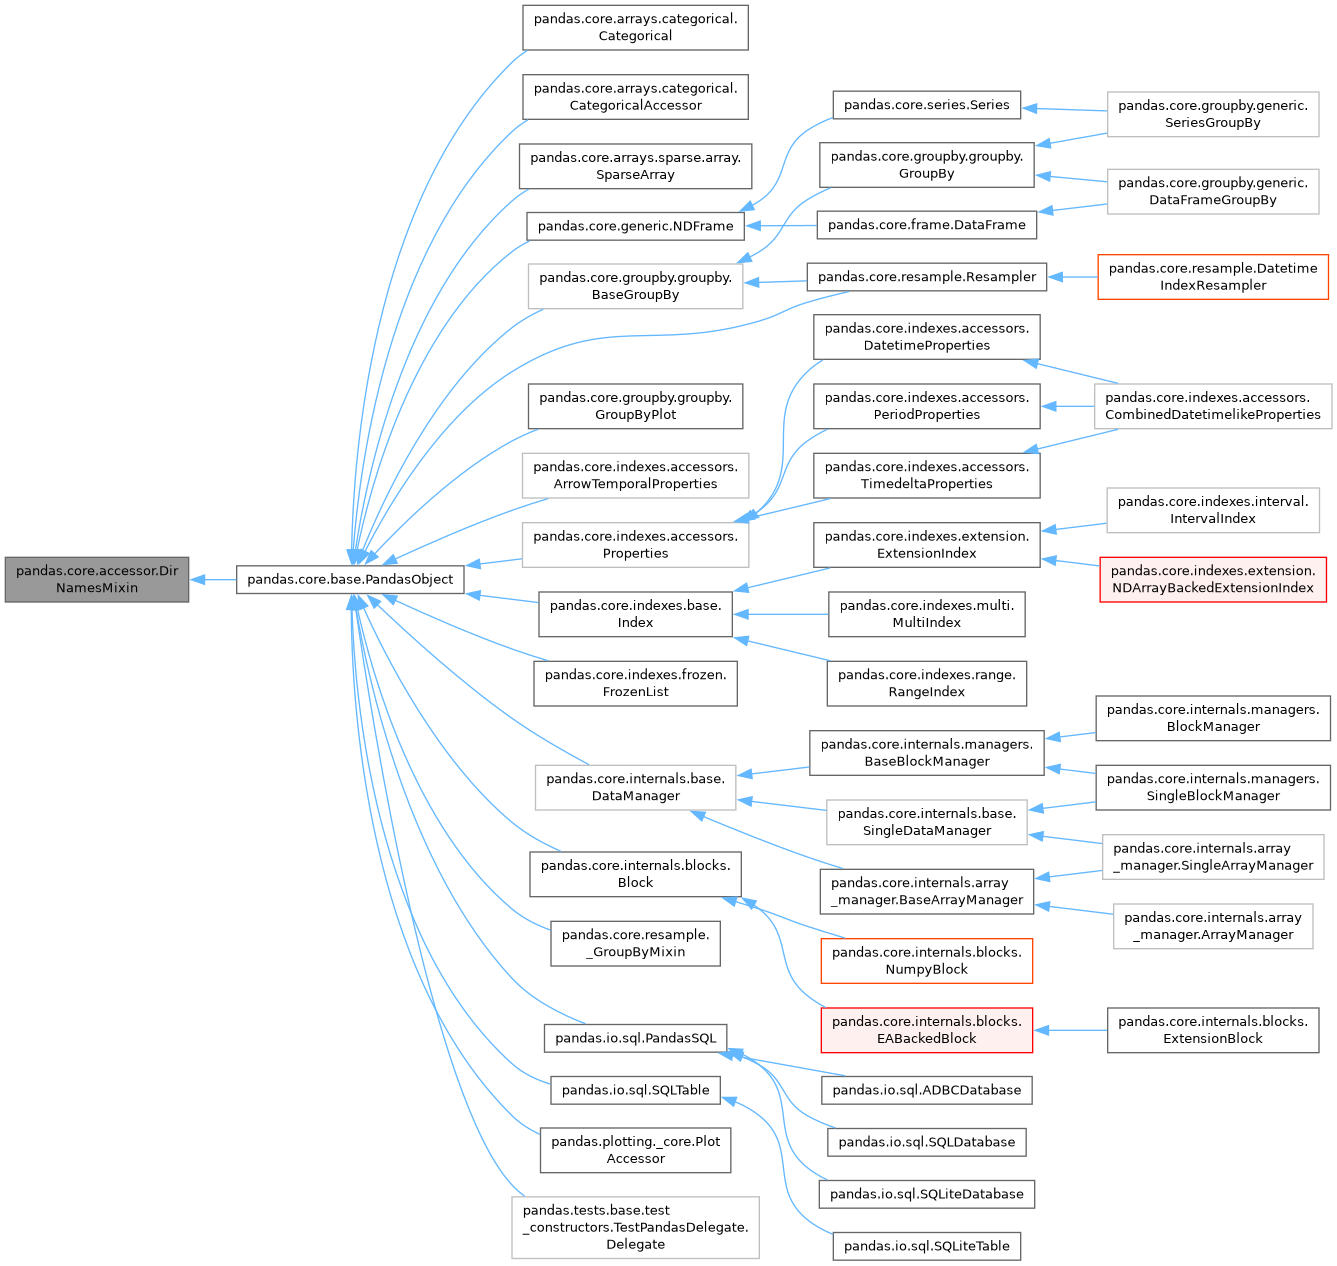 pandas.core.accessor.Dir
NamesMixin
pandas.core.base.PandasObject
pandas.core.arrays.categorical.
Categorical
pandas.core.arrays.categorical.
CategoricalAccessor
pandas.core.arrays.sparse.array.
SparseArray
pandas.core.generic.NDFrame
pandas.core.groupby.groupby.
BaseGroupBy
pandas.core.groupby.groupby.
GroupByPlot
pandas.core.indexes.accessors.
ArrowTemporalProperties
pandas.core.indexes.accessors.
Properties
pandas.core.indexes.base.
Index
pandas.core.indexes.frozen.
FrozenList
pandas.core.internals.base.
DataManager
pandas.core.internals.blocks.
Block
pandas.core.resample.
_GroupByMixin
pandas.io.sql.PandasSQL
pandas.io.sql.SQLTable
pandas.plotting._core.Plot
Accessor
pandas.tests.base.test
_constructors.TestPandasDelegate.
Delegate
pandas.core.series.Series
pandas.core.groupby.groupby.
GroupBy
pandas.core.frame.DataFrame
pandas.core.resample.Resampler
pandas.core.indexes.accessors.
DatetimeProperties
pandas.core.indexes.accessors.
PeriodProperties
pandas.core.indexes.accessors.
TimedeltaProperties
pandas.core.indexes.extension.
ExtensionIndex
pandas.core.indexes.multi.
MultiIndex
pandas.core.indexes.range.
RangeIndex
pandas.core.internals.managers.
BaseBlockManager
pandas.core.internals.base.
SingleDataManager
pandas.core.internals.array
_manager.BaseArrayManager
pandas.core.internals.blocks.
NumpyBlock
pandas.core.internals.blocks.
EABackedBlock
pandas.io.sql.ADBCDatabase
pandas.io.sql.SQLDatabase
pandas.io.sql.SQLiteDatabase
pandas.io.sql.SQLiteTable
pandas.core.groupby.generic.
SeriesGroupBy
pandas.core.groupby.generic.
DataFrameGroupBy
pandas.core.resample.Datetime
IndexResampler
pandas.core.indexes.accessors.
CombinedDatetimelikeProperties
pandas.core.indexes.interval.
IntervalIndex
pandas.core.indexes.extension.
NDArrayBackedExtensionIndex
pandas.core.internals.managers.
BlockManager
pandas.core.internals.managers.
SingleBlockManager
pandas.core.internals.array
_manager.SingleArrayManager
pandas.core.internals.array
_manager.ArrayManager
pandas.core.internals.blocks.
ExtensionBlock